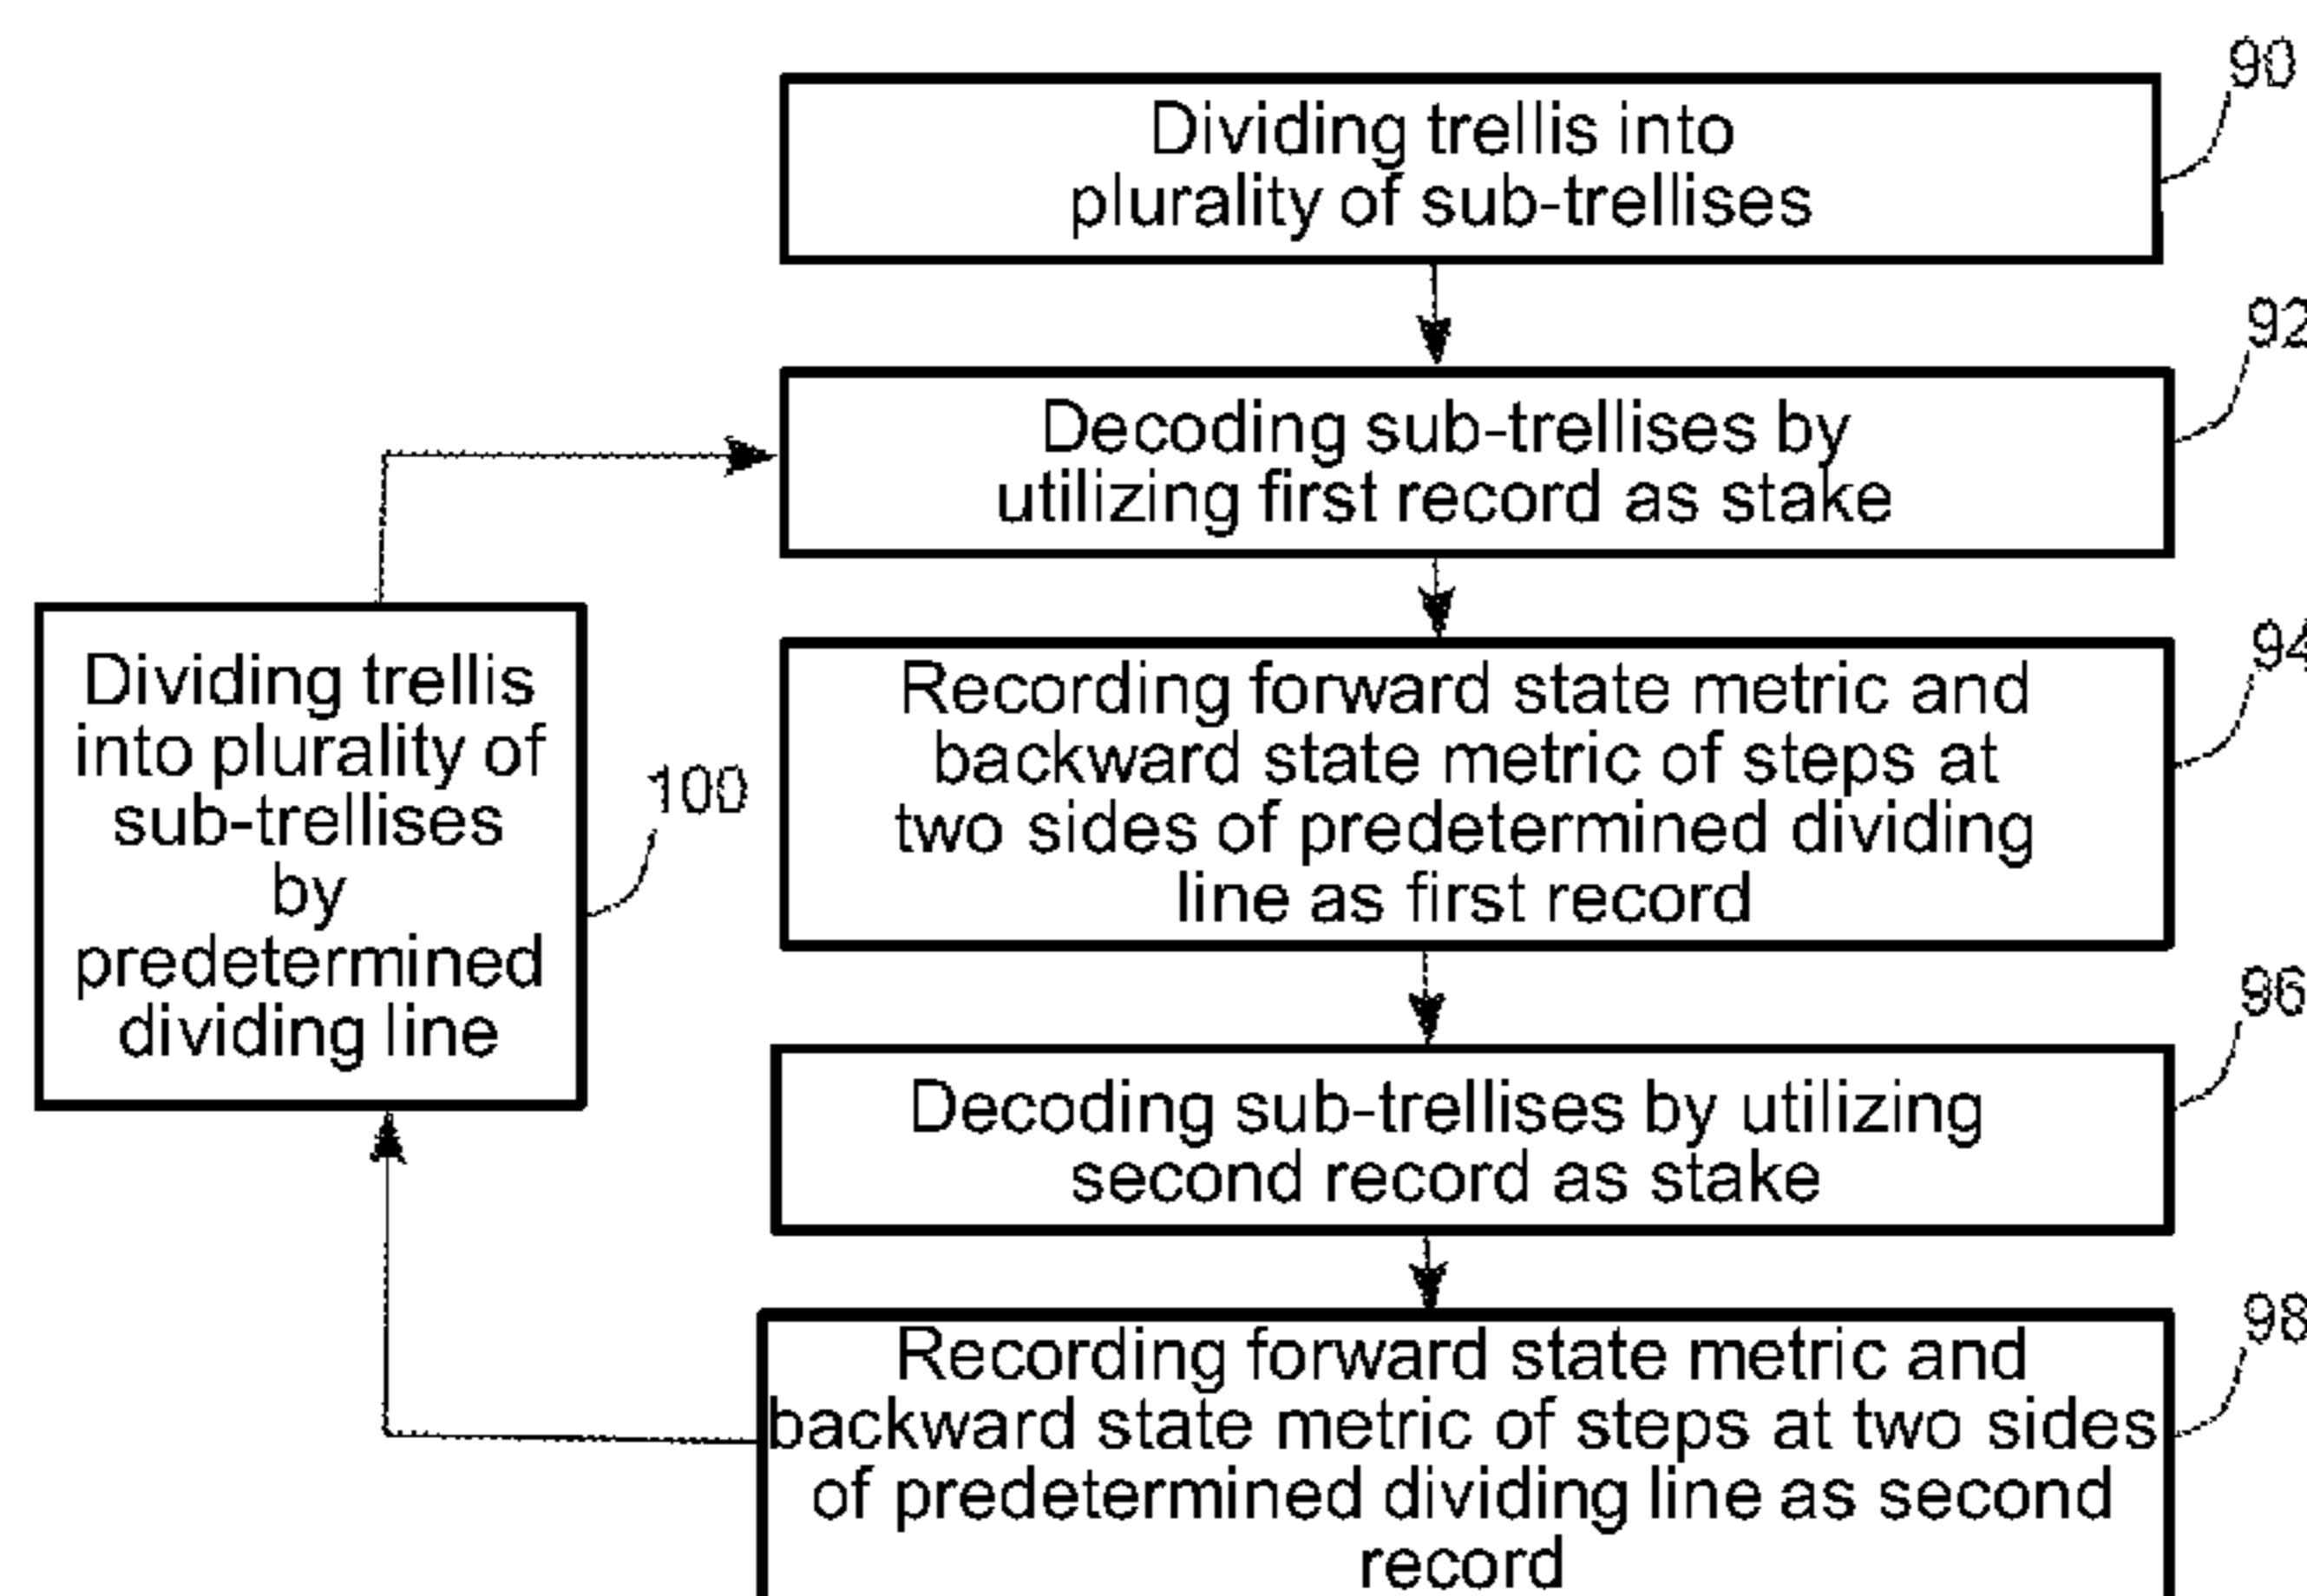 90
Dividing trellis into
plurality of sub-trellises
92
Decoding sub-trellises by
utilizing first record as stake
94
Recording forward state metric and
backward state metric of steps at
two sides of predetermined dividing
line as first record
96
Decoding sub-trellises by utilizing
second record as stake
98
Recording forward state metric and
backward state metric of steps at two sides
of predetermined dividing line as second
record
100
Dividing trellis
into plurality of
sub-trellises
by
predetermined
dividing line